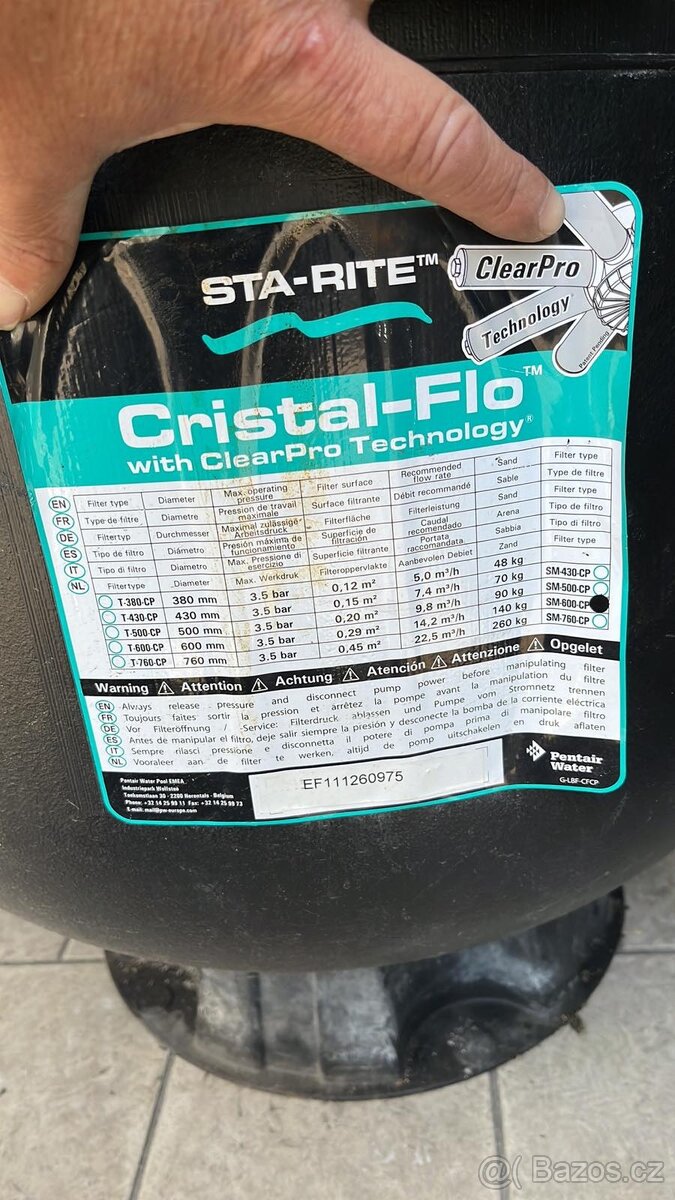 STA-RITE™
ClearPro
Technology
Patent Pending
Cristal-Flo™
with ClearPro Technology®
EN Filter type Diameter Max. operating pressure Filter surface Recommended flow rate Sand Filter type
FR Type de filtre Diametre Pression de travail maximale Surface filtrante Débit recommandé Sable Type de filtre
DE Filtertyp Durchmesser Maximal zulässiger Arbeitsdruck Filterfläche Filterleistung Sand Filtertyp
ES Tipo de filtro Diámetro Presión máxima de funcionamiento Superficie de filtración Caudal recomendado Arena Tipo de filtro
IT Tipo di filtro Diametro Max. Pressione di esercizio Superficie filtrante Portata raccomandata Sabbia Tipo di filtro
NL Filtertype Diameter Max. Werkdruk Filteroppervlakte Aanbevolen Debiet Zand Filter type
T-380-CP 380 mm 3.5 bar 0,12 m² 5,0 m³/h 48 kg
T-430-CP 430 mm 3.5 bar 0,15 m² 7,4 m³/h 70 kg SM-430-CP
T-500-CP 500 mm 3.5 bar 0,20 m² 9,8 m³/h 90 kg SM-500-CP
T-600-CP 600 mm 3.5 bar 0,29 m² 14,2 m³/h 140 kg SM-600-CP
T-760-CP 760 mm 3.5 bar 0,45 m² 22,5 m³/h 260 kg SM-760-CP
Warning ⚠ Attention ⚠ Achtung ⚠ Atención ⚠ Attenzione ⚠ Opgelet
EN Always release pressure and disconnect pump power before manipulating filter
FR Toujours faites sortir la pression et arrêtez la pompe avant la manipulation du filtre
DE Vor Filteröffnung / -Service: Filterdruck ablassen und Pumpe vom Stromnetz trennen
ES Antes de manipular el filtro, deje salir siempre la presión y desconecte la bomba de la corriente eléctrica
IT Sempre rilasci pressione e disconnetta il potere di pompa prima di manipolare filtro
NL Vooraleer aan de filter te werken, altijd de pomp uitschakelen en druk aflaten
Pentair Water Pool EMEA
Industriepark Wolfstee
Toekomstlaan 30 - 2200 Herentals - Belgium
Phone: +32 14 25 99 11 Fax: +32 14 25 99 73
E-mail: mail@pw-europe.com
EF111260975
Pentair
Water
G-LBF-CFCP
@ Bazos.cz